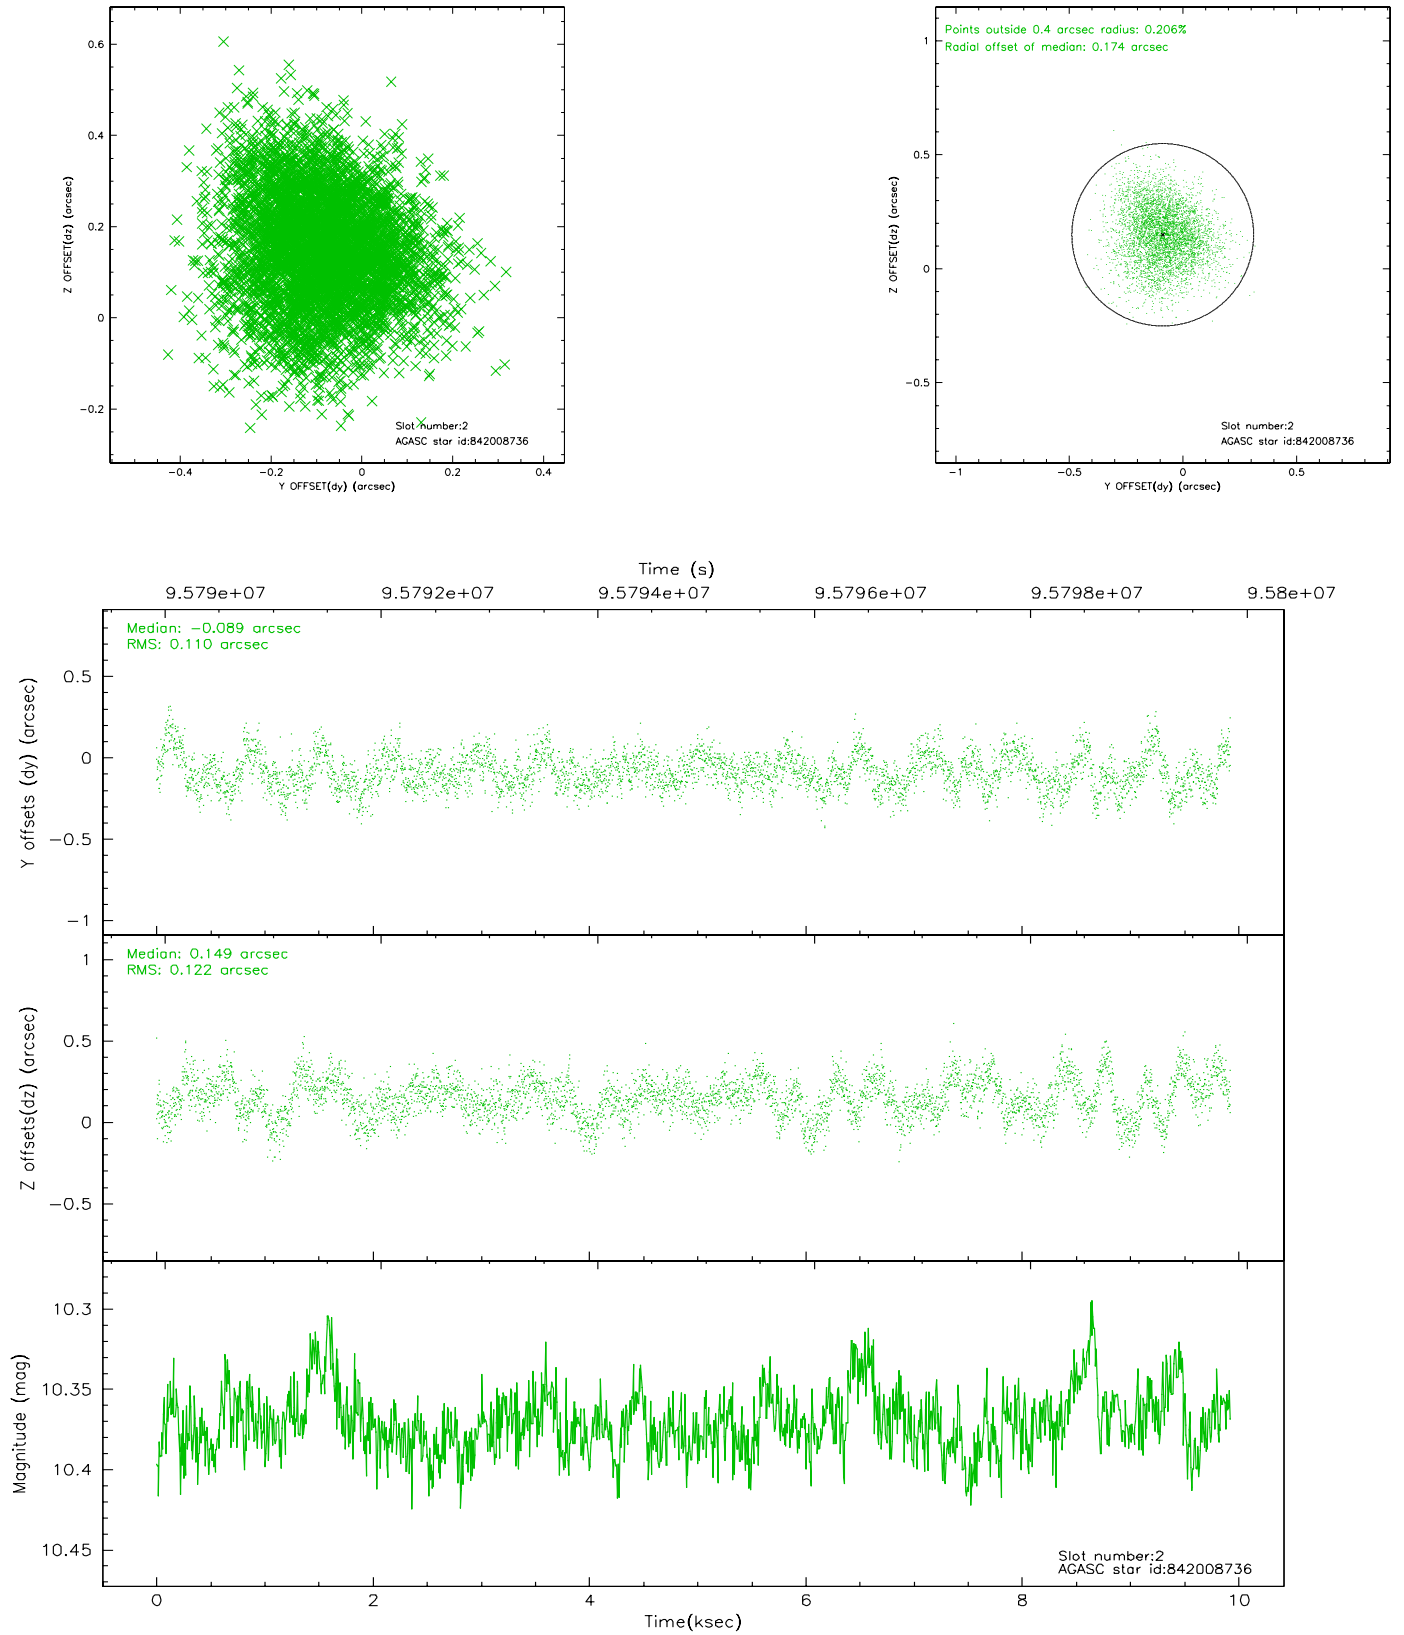 0.6
0.4
0.2
0
−0.2
−0.4
−0.2
0
0.2
0.4
Z OFFSET(dz) (arcsec)
Y OFFSET(dy) (arcsec)
Slot number:2
AGASC star id:842008736
Points outside 0.4 arcsec radius: 0.206%
Radial offset of median: 0.174 arcsec
1
0.5
0
−0.5
−1
−0.5
0
0.5
Z OFFSET(dz) (arcsec)
Y OFFSET(dy) (arcsec)
Slot number:2
AGASC star id:842008736
Time (s)
9.579e+07
9.5792e+07
9.5794e+07
9.5796e+07
9.5798e+07
9.58e+07
Median: −0.089 arcsec
RMS: 0.110 arcsec
0.5
0
−0.5
−1
Y offsets (dy) (arcsec)
Median: 0.149 arcsec
RMS: 0.122 arcsec
1
0.5
0
−0.5
Z offsets(dz) (arcsec)
10.3
10.35
10.4
10.45
Magnitude (mag)
Slot number:2
AGASC star id:842008736
0
2
4
6
8
10
Time(ksec)